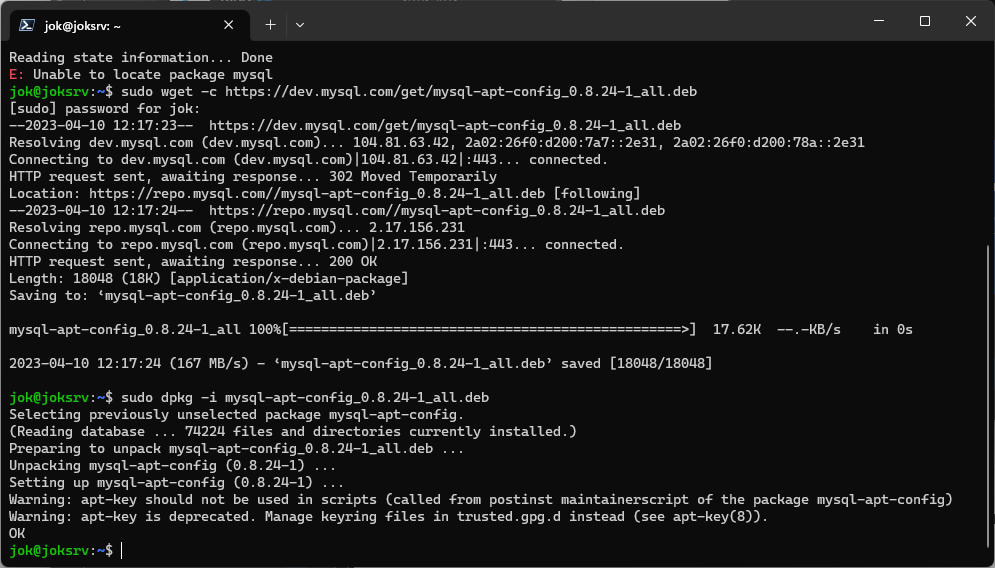 jok@joksrv: ~
Reading state information... Done
E: Unable to locate package mysql
jok@joksrv:~$ sudo wget -c https://dev.mysql.com/get/mysql-apt-config_0.8.24-1_all.deb
[sudo] password for jok:
--2023-04-10 12:17:23--  https://dev.mysql.com/get/mysql-apt-config_0.8.24-1_all.deb
Resolving dev.mysql.com (dev.mysql.com)... 104.81.63.42, 2a02:26f0:d200:7a7::2e31, 2a02:26f0:d200:78a::2e31
Connecting to dev.mysql.com (dev.mysql.com)|104.81.63.42|:443... connected.
HTTP request sent, awaiting response... 302 Moved Temporarily
Location: https://repo.mysql.com//mysql-apt-config_0.8.24-1_all.deb [following]
--2023-04-10 12:17:24--  https://repo.mysql.com//mysql-apt-config_0.8.24-1_all.deb
Resolving repo.mysql.com (repo.mysql.com)... 2.17.156.231
Connecting to repo.mysql.com (repo.mysql.com)|2.17.156.231|:443... connected.
HTTP request sent, awaiting response... 200 OK
Length: 18048 (18K) [application/x-debian-package]
Saving to: ‘mysql-apt-config_0.8.24-1_all.deb’
mysql-apt-config_0.8.24-1_all 100%[=================================================>]  17.62K  --.-KB/s    in 0s
2023-04-10 12:17:24 (167 MB/s) - ‘mysql-apt-config_0.8.24-1_all.deb’ saved [18048/18048]
jok@joksrv:~$ sudo dpkg -i mysql-apt-config_0.8.24-1_all.deb
Selecting previously unselected package mysql-apt-config.
(Reading database ... 74224 files and directories currently installed.)
Preparing to unpack mysql-apt-config_0.8.24-1_all.deb ...
Unpacking mysql-apt-config (0.8.24-1) ...
Setting up mysql-apt-config (0.8.24-1) ...
Warning: apt-key should not be used in scripts (called from postinst maintainerscript of the package mysql-apt-config)
Warning: apt-key is deprecated. Manage keyring files in trusted.gpg.d instead (see apt-key(8)).
OK
jok@joksrv:~$